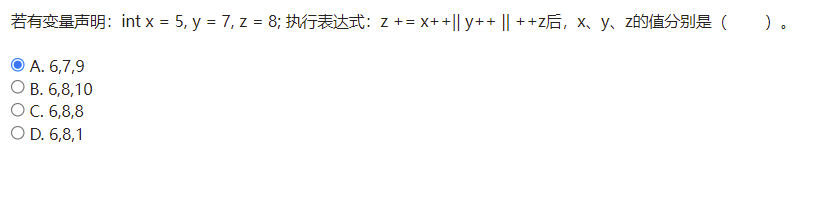 若有变量声明：int x = 5, y = 7, z = 8; 执行表达式：z += x++|| y++ || ++z后，x、y、z的值分别是（　　）。
A. 6,7,9
B. 6,8,10
C. 6,8,8
D. 6,8,1